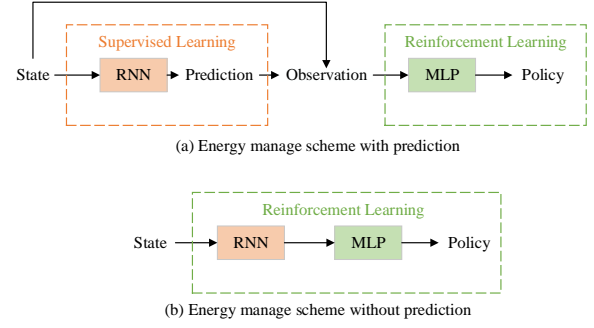 Supervised Learning
Reinforcement Learning
State
RNN
Prediction
Observation
MLP
Policy
(a) Energy manage scheme with prediction
Reinforcement Learning
State
RNN
MLP
Policy
(b) Energy manage scheme without prediction